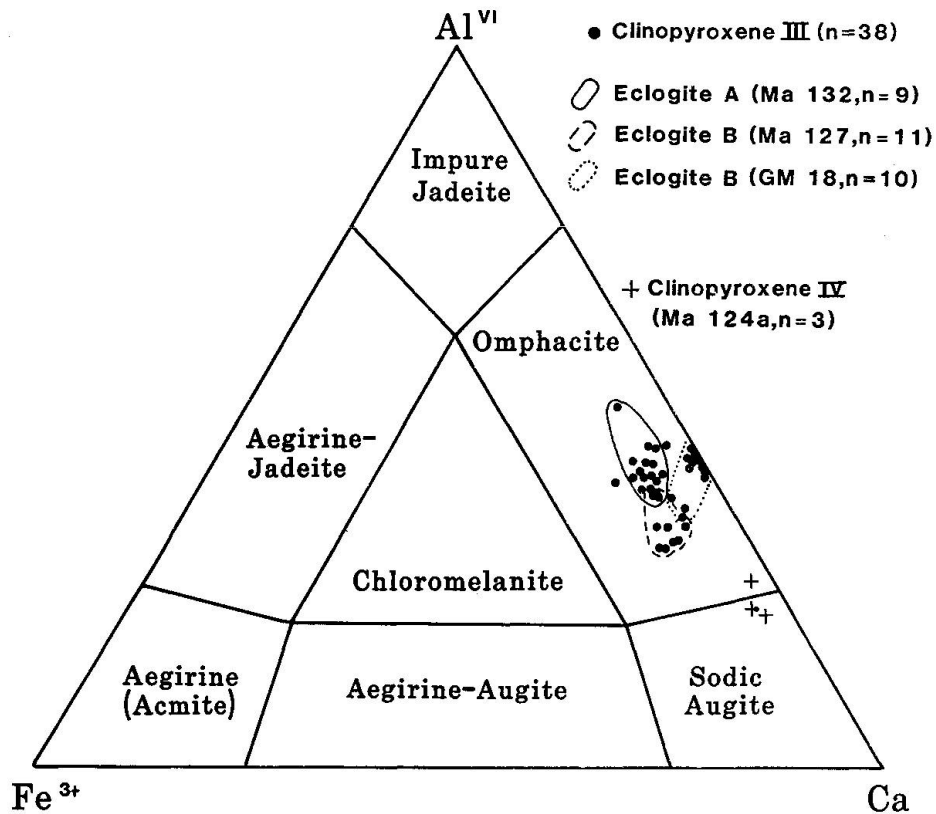 Al VI
● Clinopyroxene III (n=38)
Eclogite A (Ma 132,n=9)
Eclogite B (Ma 127,n=11)
Eclogite B (GM 18,n=10)
Impure
Jadeite
+ Clinopyroxene IV
(Ma 124a,n=3)
Omphacite
Aegirine-
Jadeite
Chloromelanite
Aegirine
(Acmite)
Aegirine-Augite
Sodic
Augite
Fe 3+
Ca